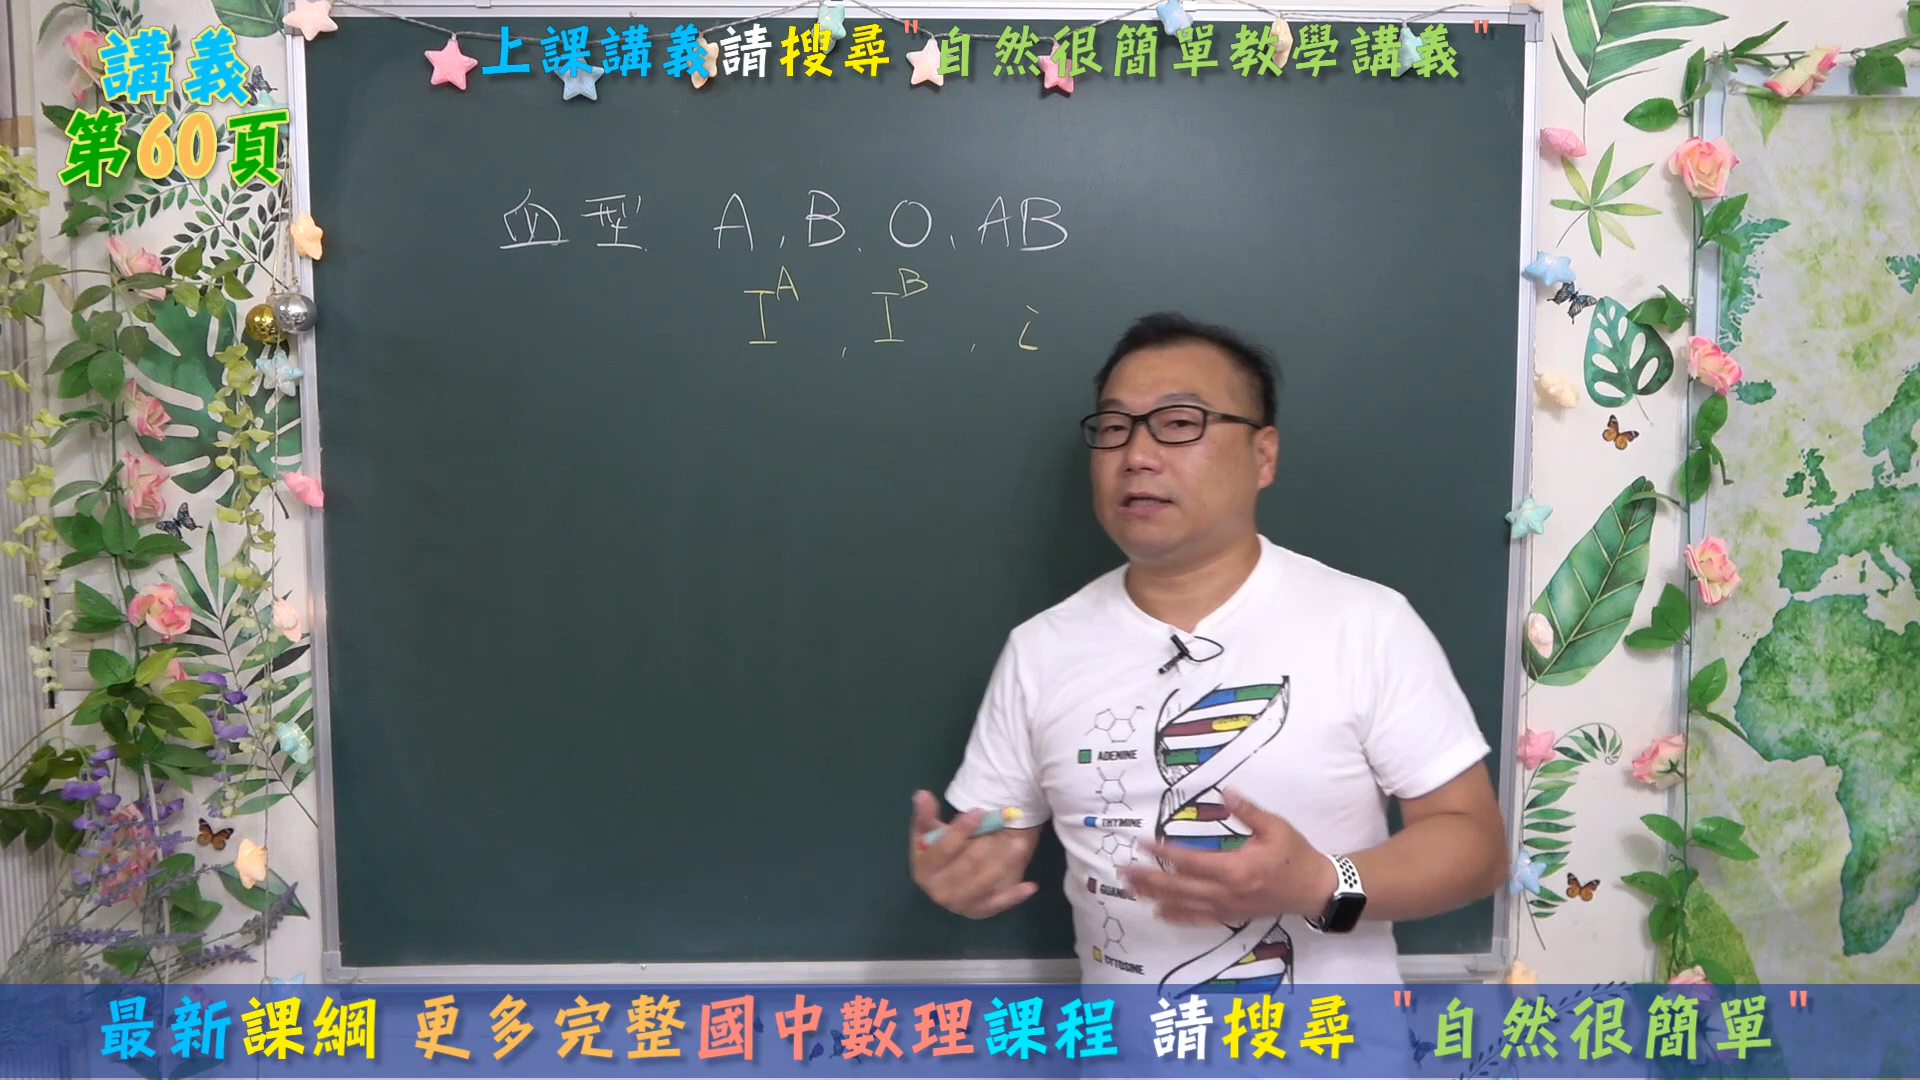 講義
第60頁
上課講義請搜尋"自然很簡單教學講義"
血型 A, B, O, AB
I^A , I^B , i
ADENINE
THYMINE
CYTOSINE
最新課綱 更多完整國中數理課程 請搜尋 "自然很簡單"